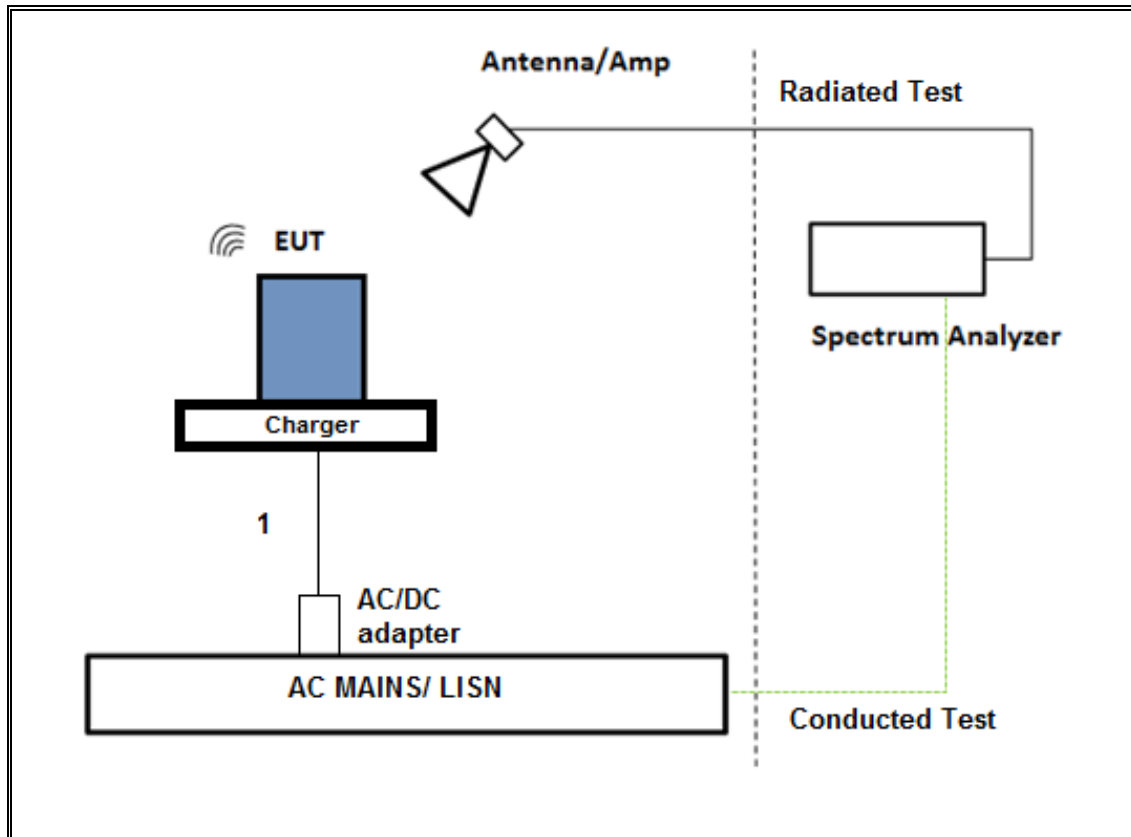 Antenna/Amp
Radiated Test
EUT
Spectrum Analyzer
Charger
1
AC/DC
adapter
AC MAINS/ LISN
Conducted Test